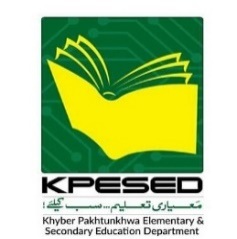 KPESED
معیاری تعلیم... سب کیلئے!
Khyber Pakhtunkhwa Elementary &
Secondary Education Department